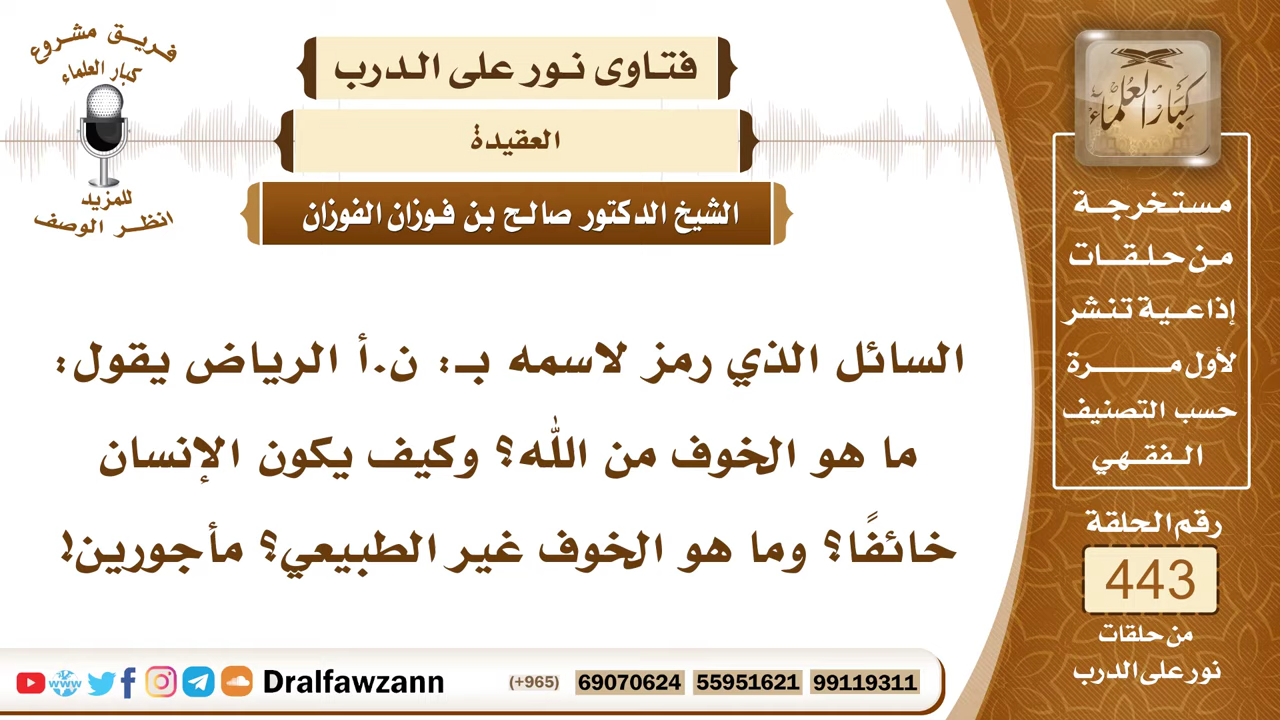 فريق مشروع
كبار العلماء
للمزيد
انظر الوصف
فتاوى نور على الدرب
العقيدة
الشيخ الدكتور صالح بن فوزان الفوزان
السائل الذي رمز لاسمه بـ: ن.أ الرياض يقول:
ما هو الخوف من الله؟ وكيف يكون الإنسان
خائفًا؟ وما هو الخوف غير الطبيعي؟ مأجورين!
كبار العلماء
مستخرجة
من حلقات
إذاعية تنشر
لأول مرة
حسب التصنيف
الفقهي
رقم الحلقة
443
من حلقات
نور على الدرب
www Dralfawzann (+965) 69070624 55951621 99119311